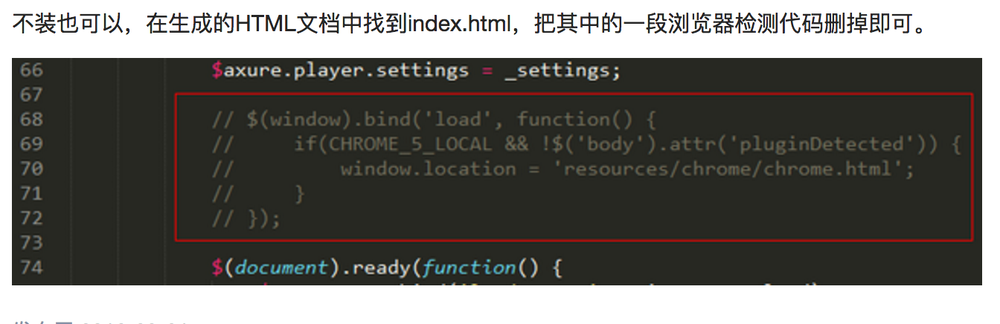 不装也可以，在生成的HTML文档中找到index.html，把其中的一段浏览器检测代码删掉即可。
66 $axure.player.settings = _settings;
67
68 // $(window).bind('load', function() {
69 //     if(CHROME_5_LOCAL && !$('body').attr('pluginDetected')) {
70 //         window.location = 'resources/chrome/chrome.html';
71 //     }
72 // });
73
74 $(document).ready(function() {